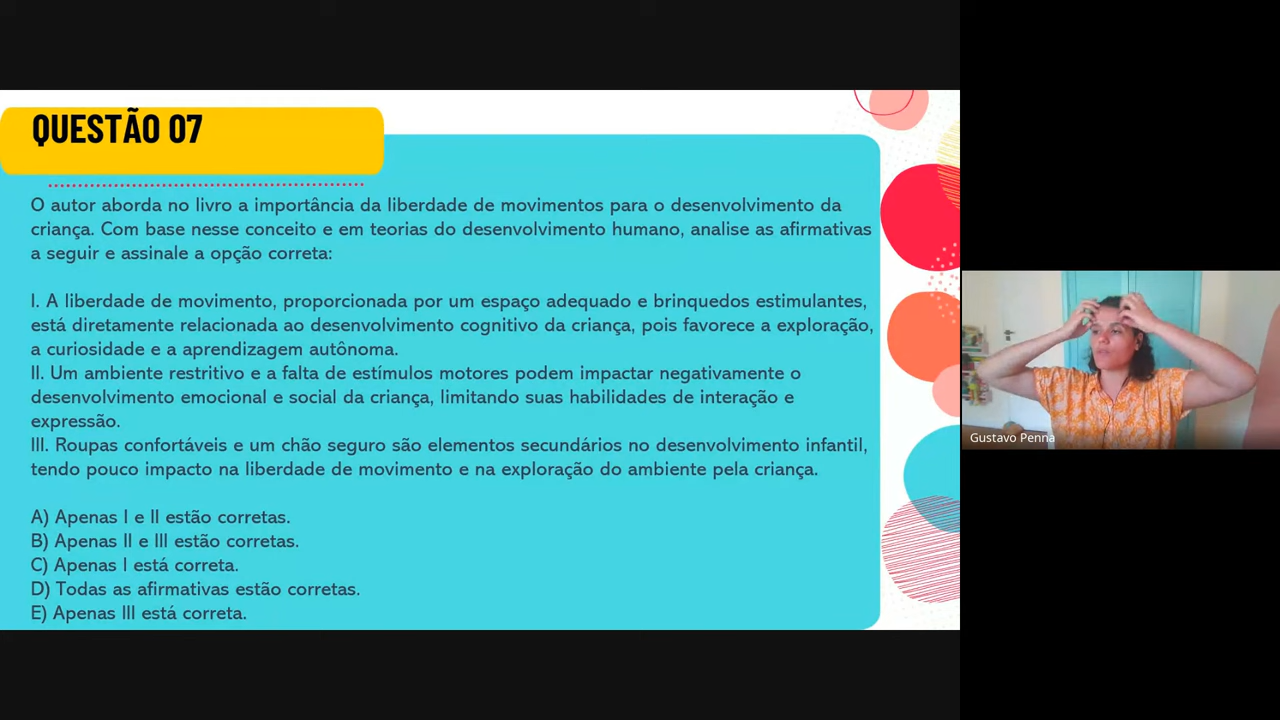 QUESTÃO 07
O autor aborda no livro a importância da liberdade de movimentos para o desenvolvimento da
criança. Com base nesse conceito e em teorias do desenvolvimento humano, analise as afirmativas
a seguir e assinale a opção correta:
I. A liberdade de movimento, proporcionada por um espaço adequado e brinquedos estimulantes,
está diretamente relacionada ao desenvolvimento cognitivo da criança, pois favorece a exploração,
a curiosidade e a aprendizagem autônoma.
II. Um ambiente restritivo e a falta de estímulos motores podem impactar negativamente o
desenvolvimento emocional e social da criança, limitando suas habilidades de interação e
expressão.
III. Roupas confortáveis e um chão seguro são elementos secundários no desenvolvimento infantil,
tendo pouco impacto na liberdade de movimento e na exploração do ambiente pela criança.
A) Apenas I e II estão corretas.
B) Apenas II e III estão corretas.
C) Apenas I está correta.
D) Todas as afirmativas estão corretas.
E) Apenas III está correta.
Gustavo Penna